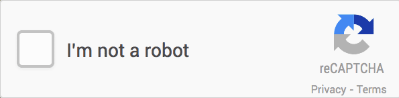 I'm not a robot
reCAPTCHA
Privacy - Terms